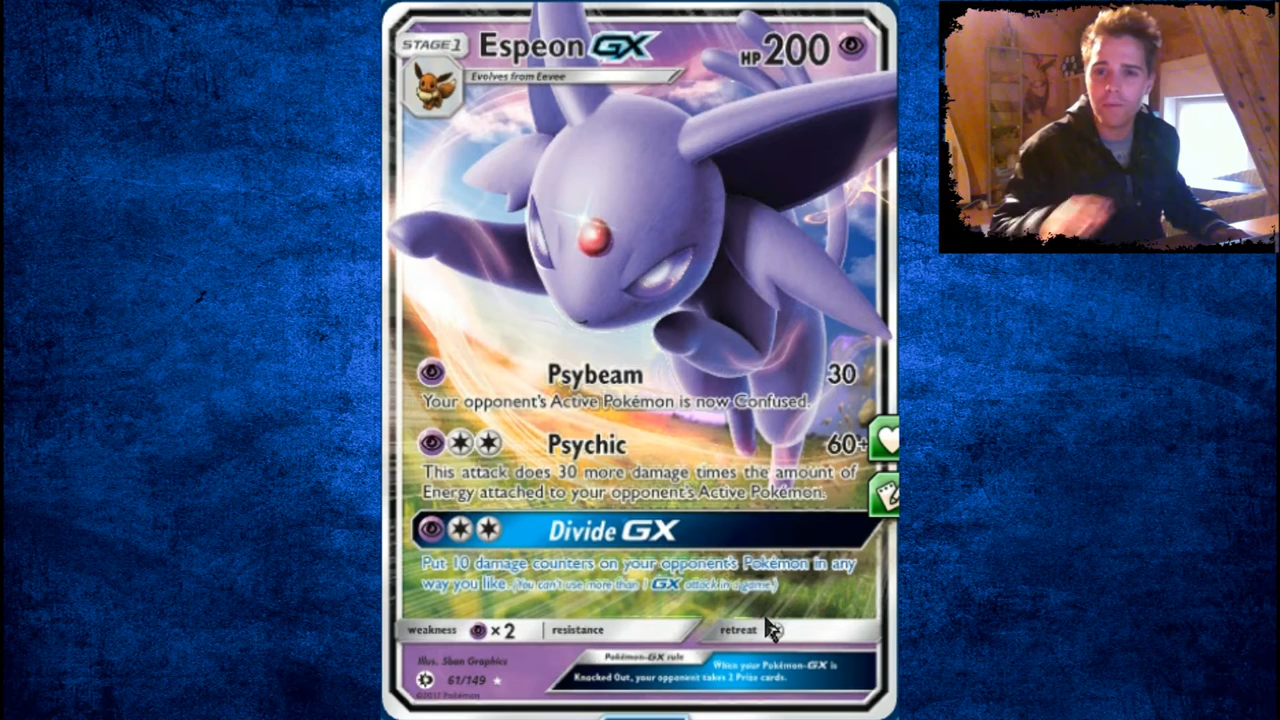 STAGE 1 Espeon GX HP 200
Evolves from Eevee
Psybeam 30
Your opponent's Active Pokémon is now Confused.
Psychic 60+
This attack does 30 more damage times the amount of
Energy attached to your opponent's Active Pokémon.
Divide GX
Put 10 damage counters on your opponent's Pokémon in any
way you like. (You can't use more than 1 GX attack in a game.)
weakness ×2 resistance retreat
Illus. 5ban Graphics
61/149
©2017 Pokémon
Pokémon-GX rule
When your Pokémon-GX is
Knocked Out, your opponent takes 2 Prize cards.